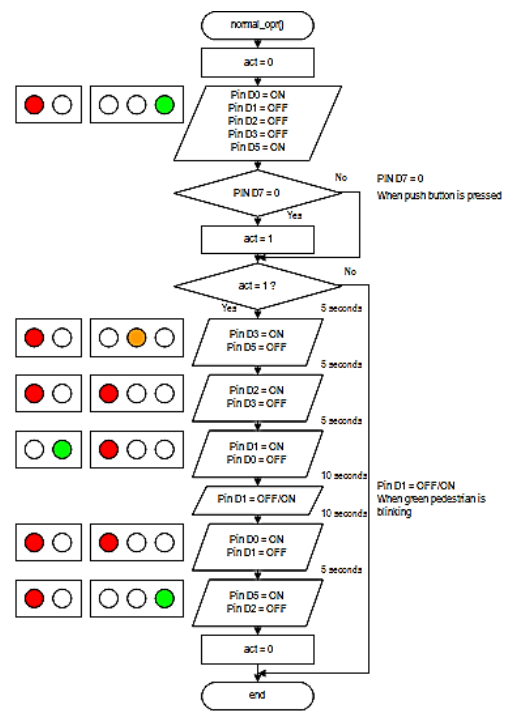 normal_opr()
act = 0
Pin D0 = ON
Pin D1 = OFF
Pin D2 = OFF
Pin D3 = OFF
Pin D5 = ON
No
PIN D7 = 0
PIN D7 = 0
When push button is pressed
Yes
act = 1
No
act = 1 ?
Yes
5 seconds
Pin D3 = ON
Pin D5 = OFF
5 seconds
Pin D2 = ON
Pin D3 = OFF
5 seconds
Pin D1 = ON
Pin D0 = OFF
10 seconds
Pin D1 = OFF/ON
Pin D1 = OFF/ON
When green pedestrian is
blinking
10 seconds
Pin D0 = ON
Pin D1 = OFF
5 seconds
Pin D5 = ON
Pin D2 = OFF
act = 0
end